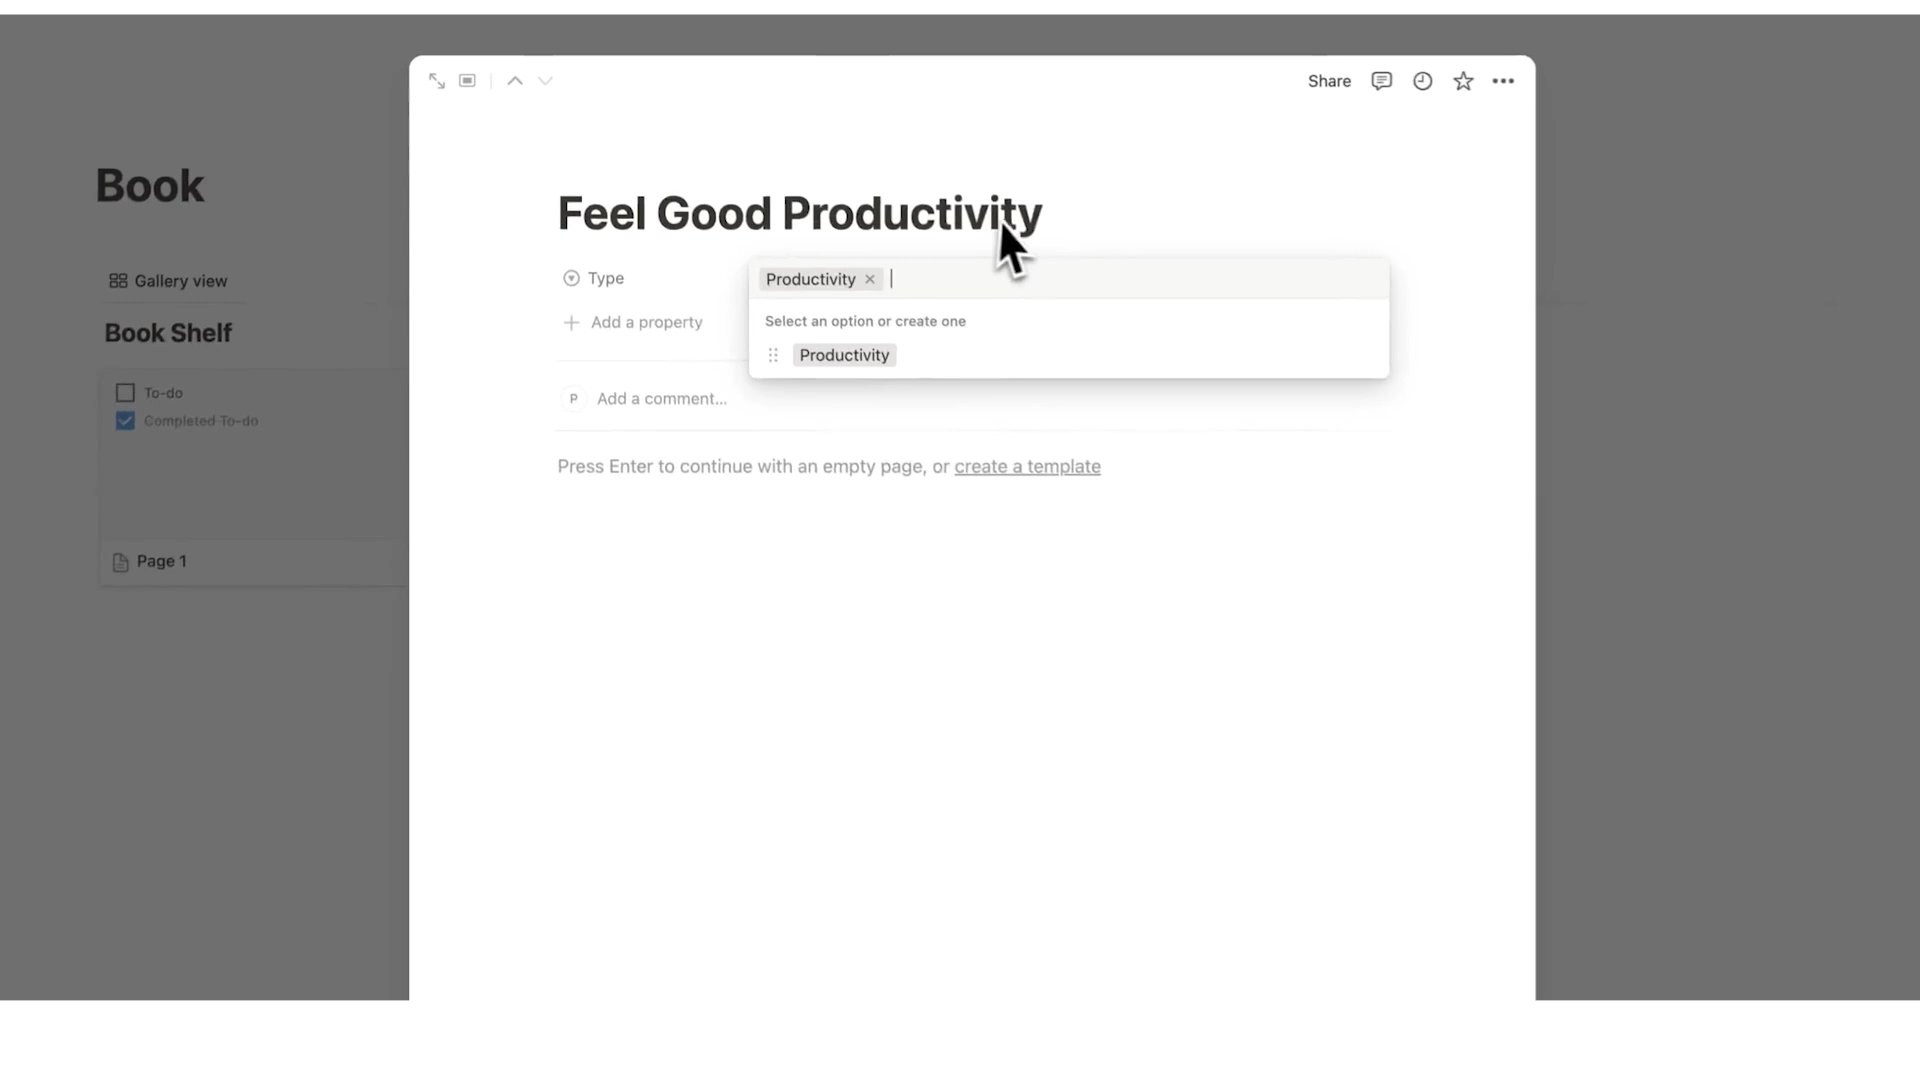 Share
Book
Feel Good Productivity
Gallery view
Type
Productivity
Add a property
Select an option or create one
Productivity
Book Shelf
To-do
Completed To-do
P
Add a comment...
Press Enter to continue with an empty page, or create a template
Page 1